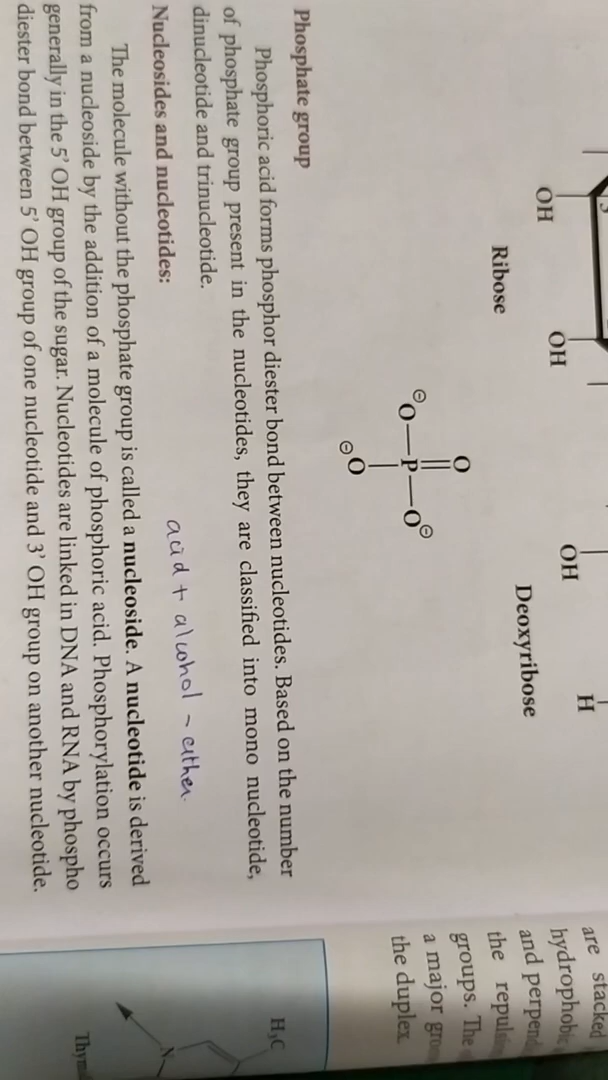 OH
OH
OH
H
Ribose
Deoxyribose
O
⊖O—P—O⊖
⊖O
Phosphate group
Phosphoric acid forms phosphor diester bond between nucleotides. Based on the number
of phosphate group present in the nucleotides, they are classified into mono nucleotide,
dinucleotide and trinucleotide.
Nucleosides and nucleotides:
acid + alcohol - ether.
The molecule without the phosphate group is called a nucleoside. A nucleotide is derived
from a nucleoside by the addition of a molecule of phosphoric acid. Phosphorylation occurs
generally in the 5' OH group of the sugar. Nucleotides are linked in DNA and RNA by phospho
diester bond between 5' OH group of one nucleotide and 3' OH group on another nucleotide.
are stacked
hydrophobic
and perpend
the repuls
groups. The
a major gro
the duplex.
H₃C
N
Thym